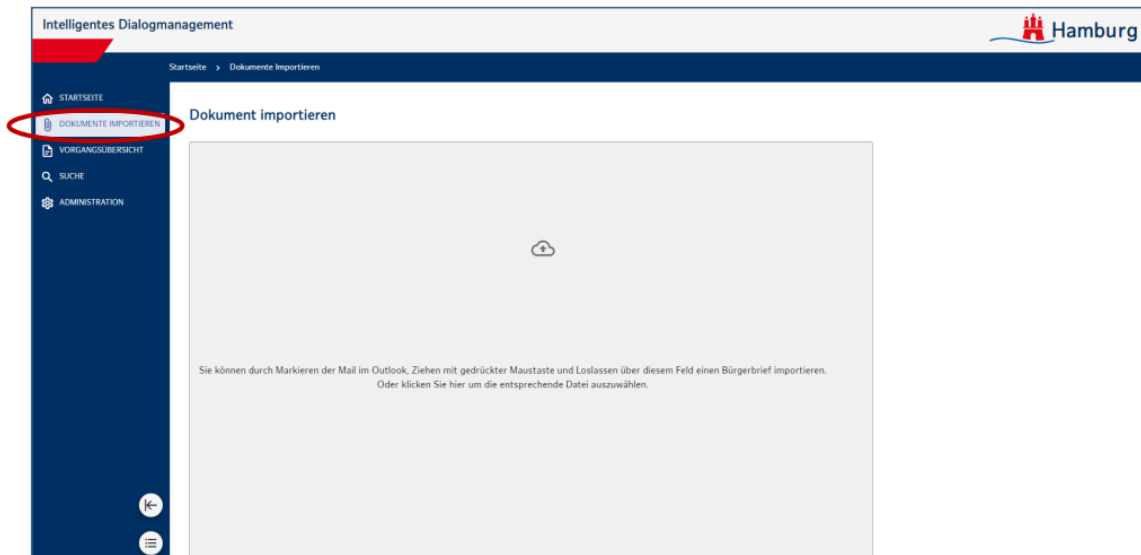 Intelligentes Dialogmanagement
Hamburg
Startseite > Dokumente Importieren
STARTSEITE
DOKUMENTE IMPORTIEREN
VORGANGSÜBERSICHT
SUCHE
ADMINISTRATION
Dokument importieren
Sie können durch Markieren der Mail im Outlook, Ziehen mit gedrückter Maustaste und Loslassen über diesem Feld einen Bürgerbrief importieren.
Oder klicken Sie hier um die entsprechende Datei auszuwählen.